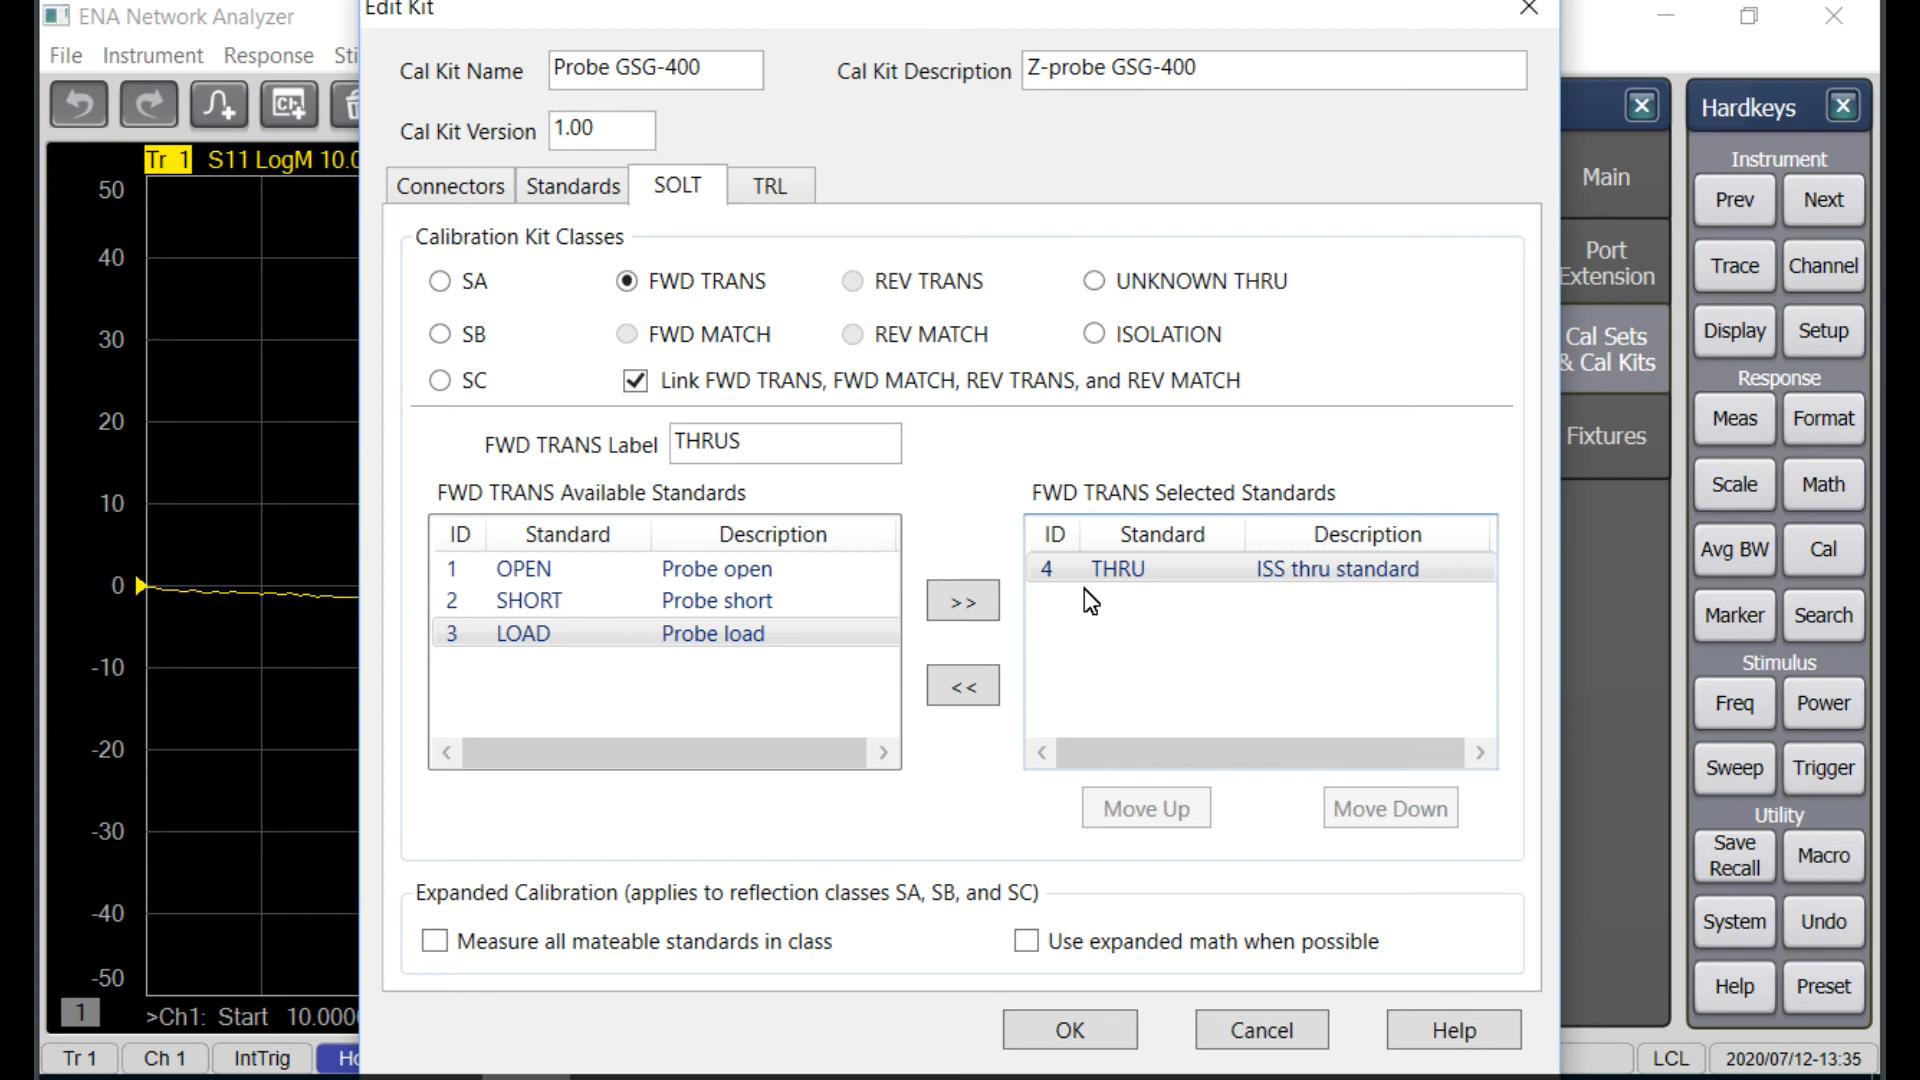 ENA Network Analyzer
File Instrument Response Sti
Edit Kit
Cal Kit Name Probe GSG-400
Cal Kit Description Z-probe GSG-400
Cal Kit Version 1.00
Connectors Standards SOLT TRL
Calibration Kit Classes
SA FWD TRANS REV TRANS UNKNOWN THRU
SB FWD MATCH REV MATCH ISOLATION
SC Link FWD TRANS, FWD MATCH, REV TRANS, and REV MATCH
FWD TRANS Label THRUS
FWD TRANS Available Standards
ID Standard Description
1 OPEN Probe open
2 SHORT Probe short
3 LOAD Probe load
>>
<<
FWD TRANS Selected Standards
ID Standard Description
4 THRU ISS thru standard
Move Up Move Down
Expanded Calibration (applies to reflection classes SA, SB, and SC)
Measure all mateable standards in class Use expanded math when possible
OK Cancel Help
Tr 1 S11 LogM 10.0
50
40
30
20
10
0
-10
-20
-30
-40
-50
1 >Ch1: Start 10.000
Tr 1 Ch 1 IntTrig Ho
Main
Port
Extension
Cal Sets
& Cal Kits
Fixtures
Hardkeys
Instrument
Prev Next
Trace Channel
Display Setup
Response
Meas Format
Scale Math
Avg BW Cal
Marker Search
Stimulus
Freq Power
Sweep Trigger
Utility
Save
Recall
Macro
System Undo
Help Preset
LCL 2020/07/12-13:35